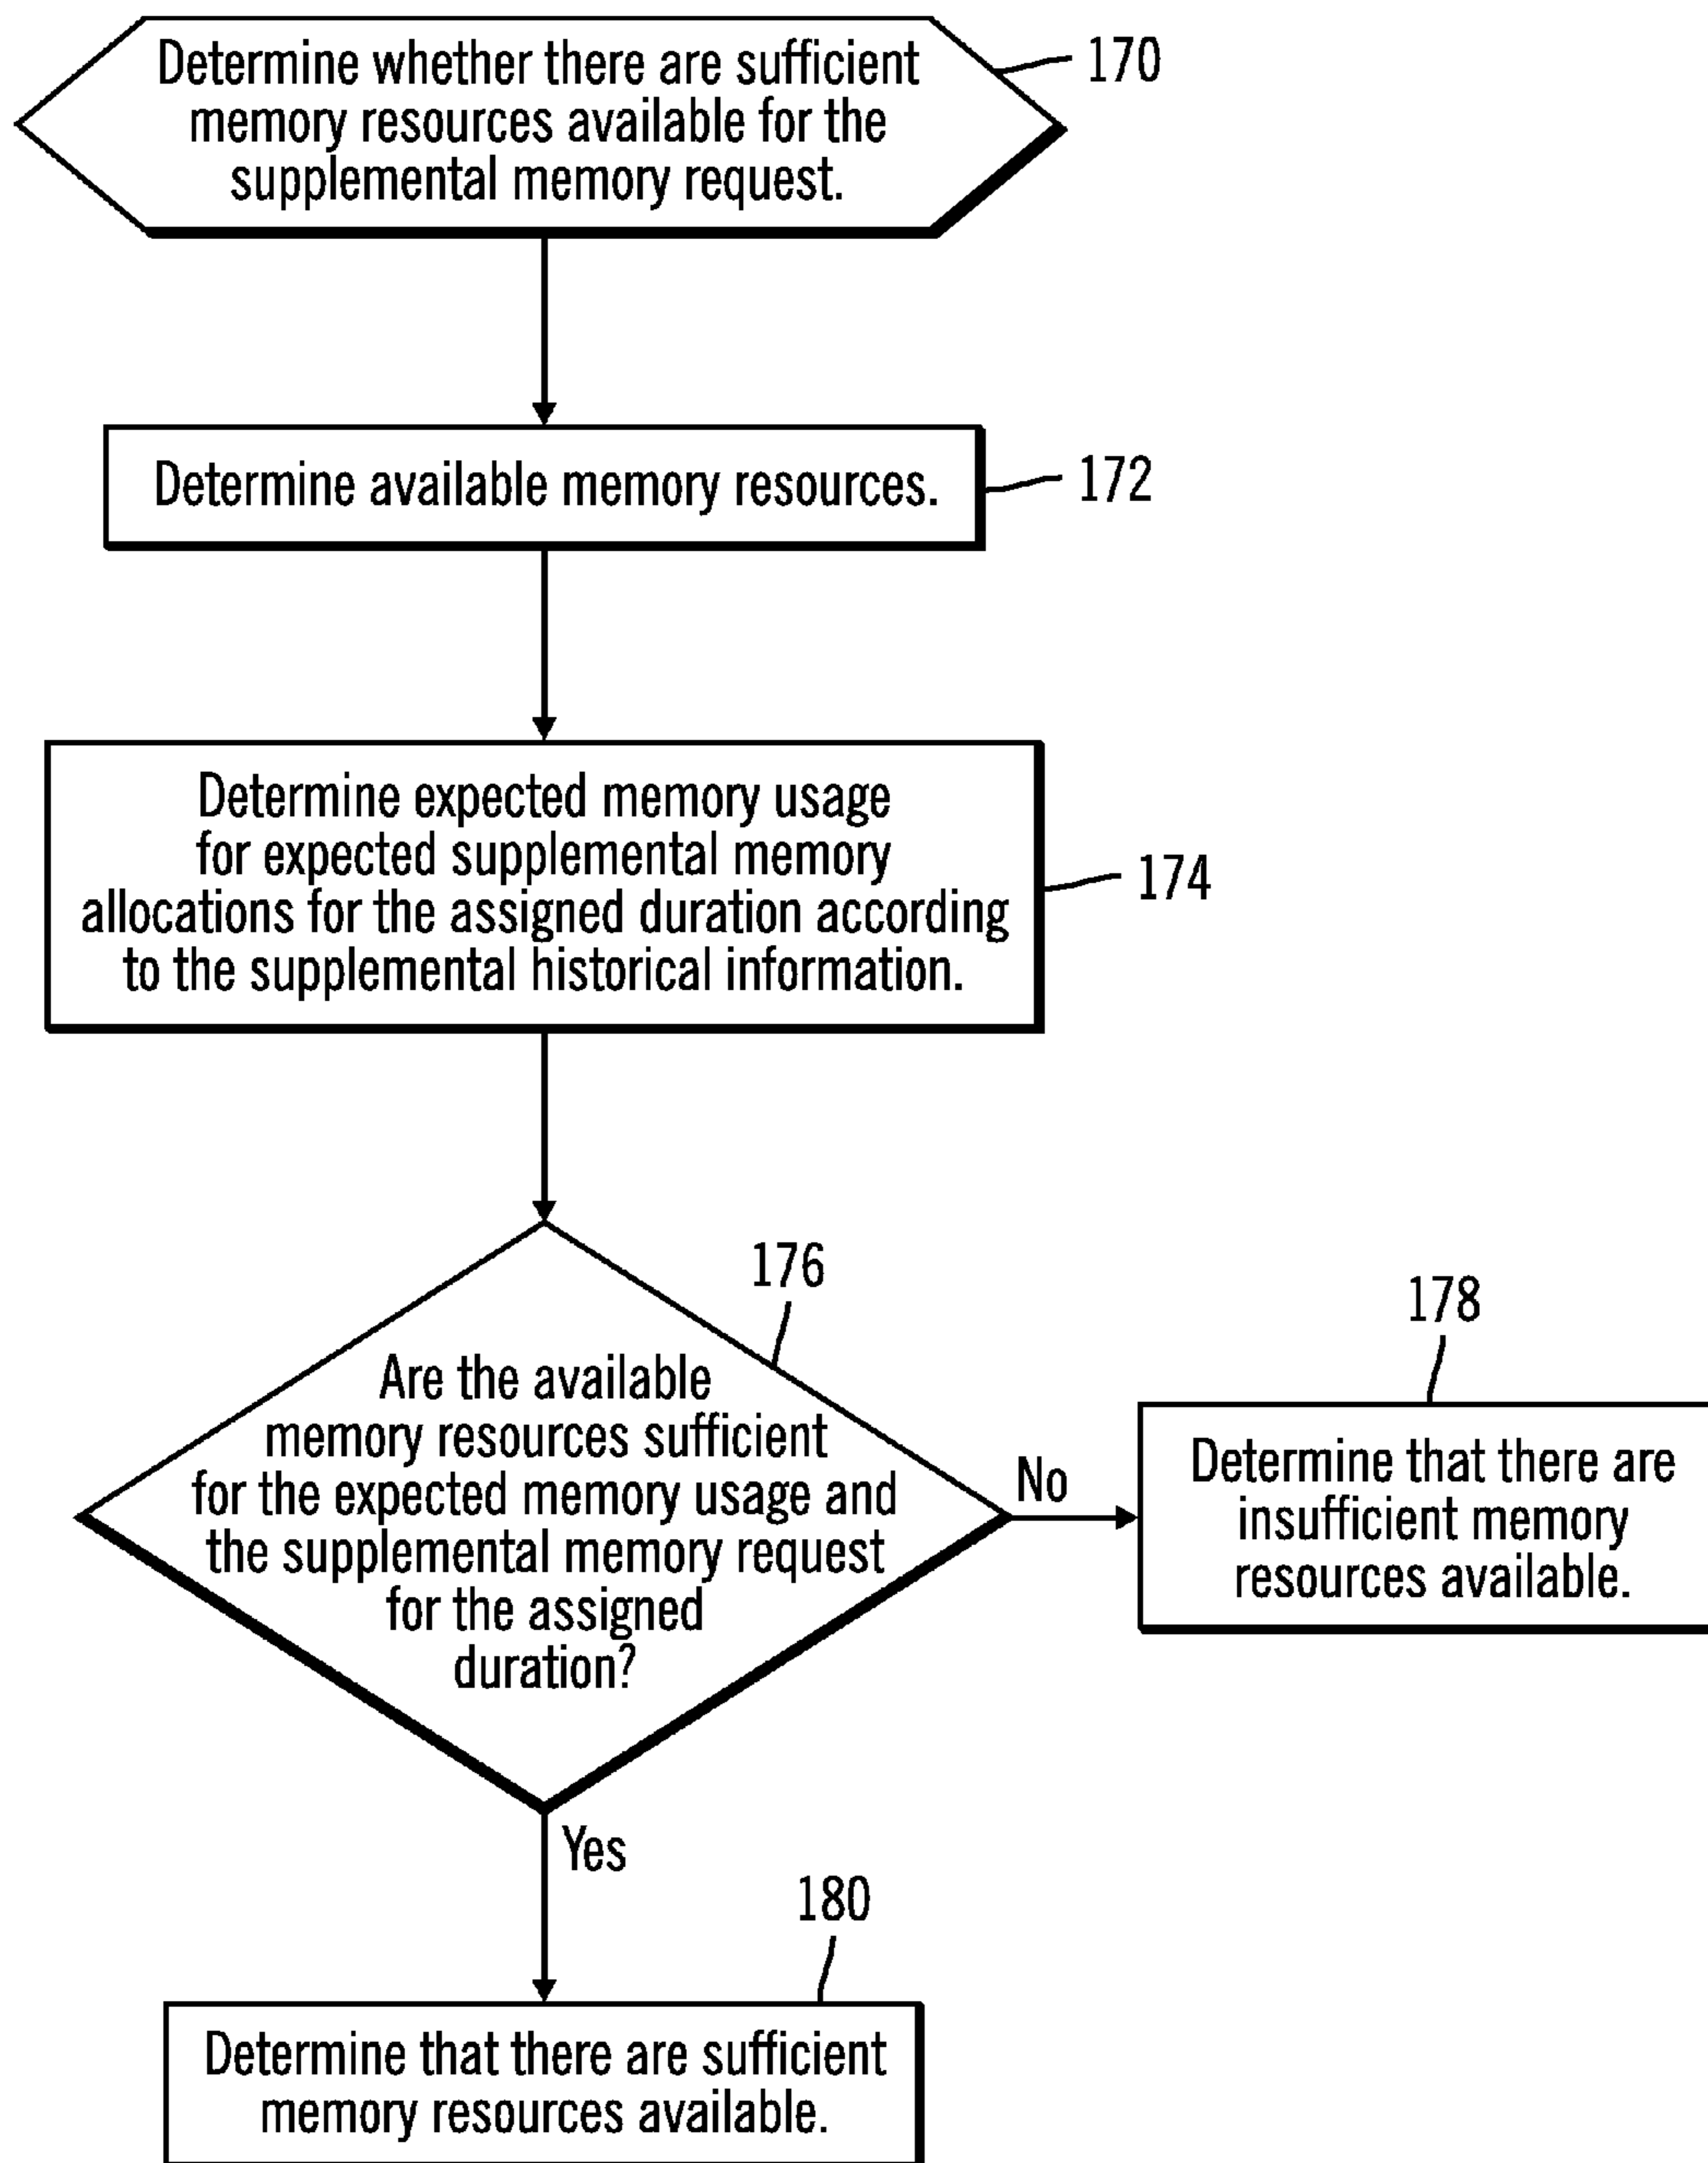 Determine whether there are sufficient
memory resources available for the
supplemental memory request.
170
Determine available memory resources.
172
Determine expected memory usage
for expected supplemental memory
allocations for the assigned duration according
to the supplemental historical information.
174
176
Are the available
memory resources sufficient
for the expected memory usage and
the supplemental memory request
for the assigned
duration?
No
178
Determine that there are
insufficient memory
resources available.
Yes
180
Determine that there are sufficient
memory resources available.